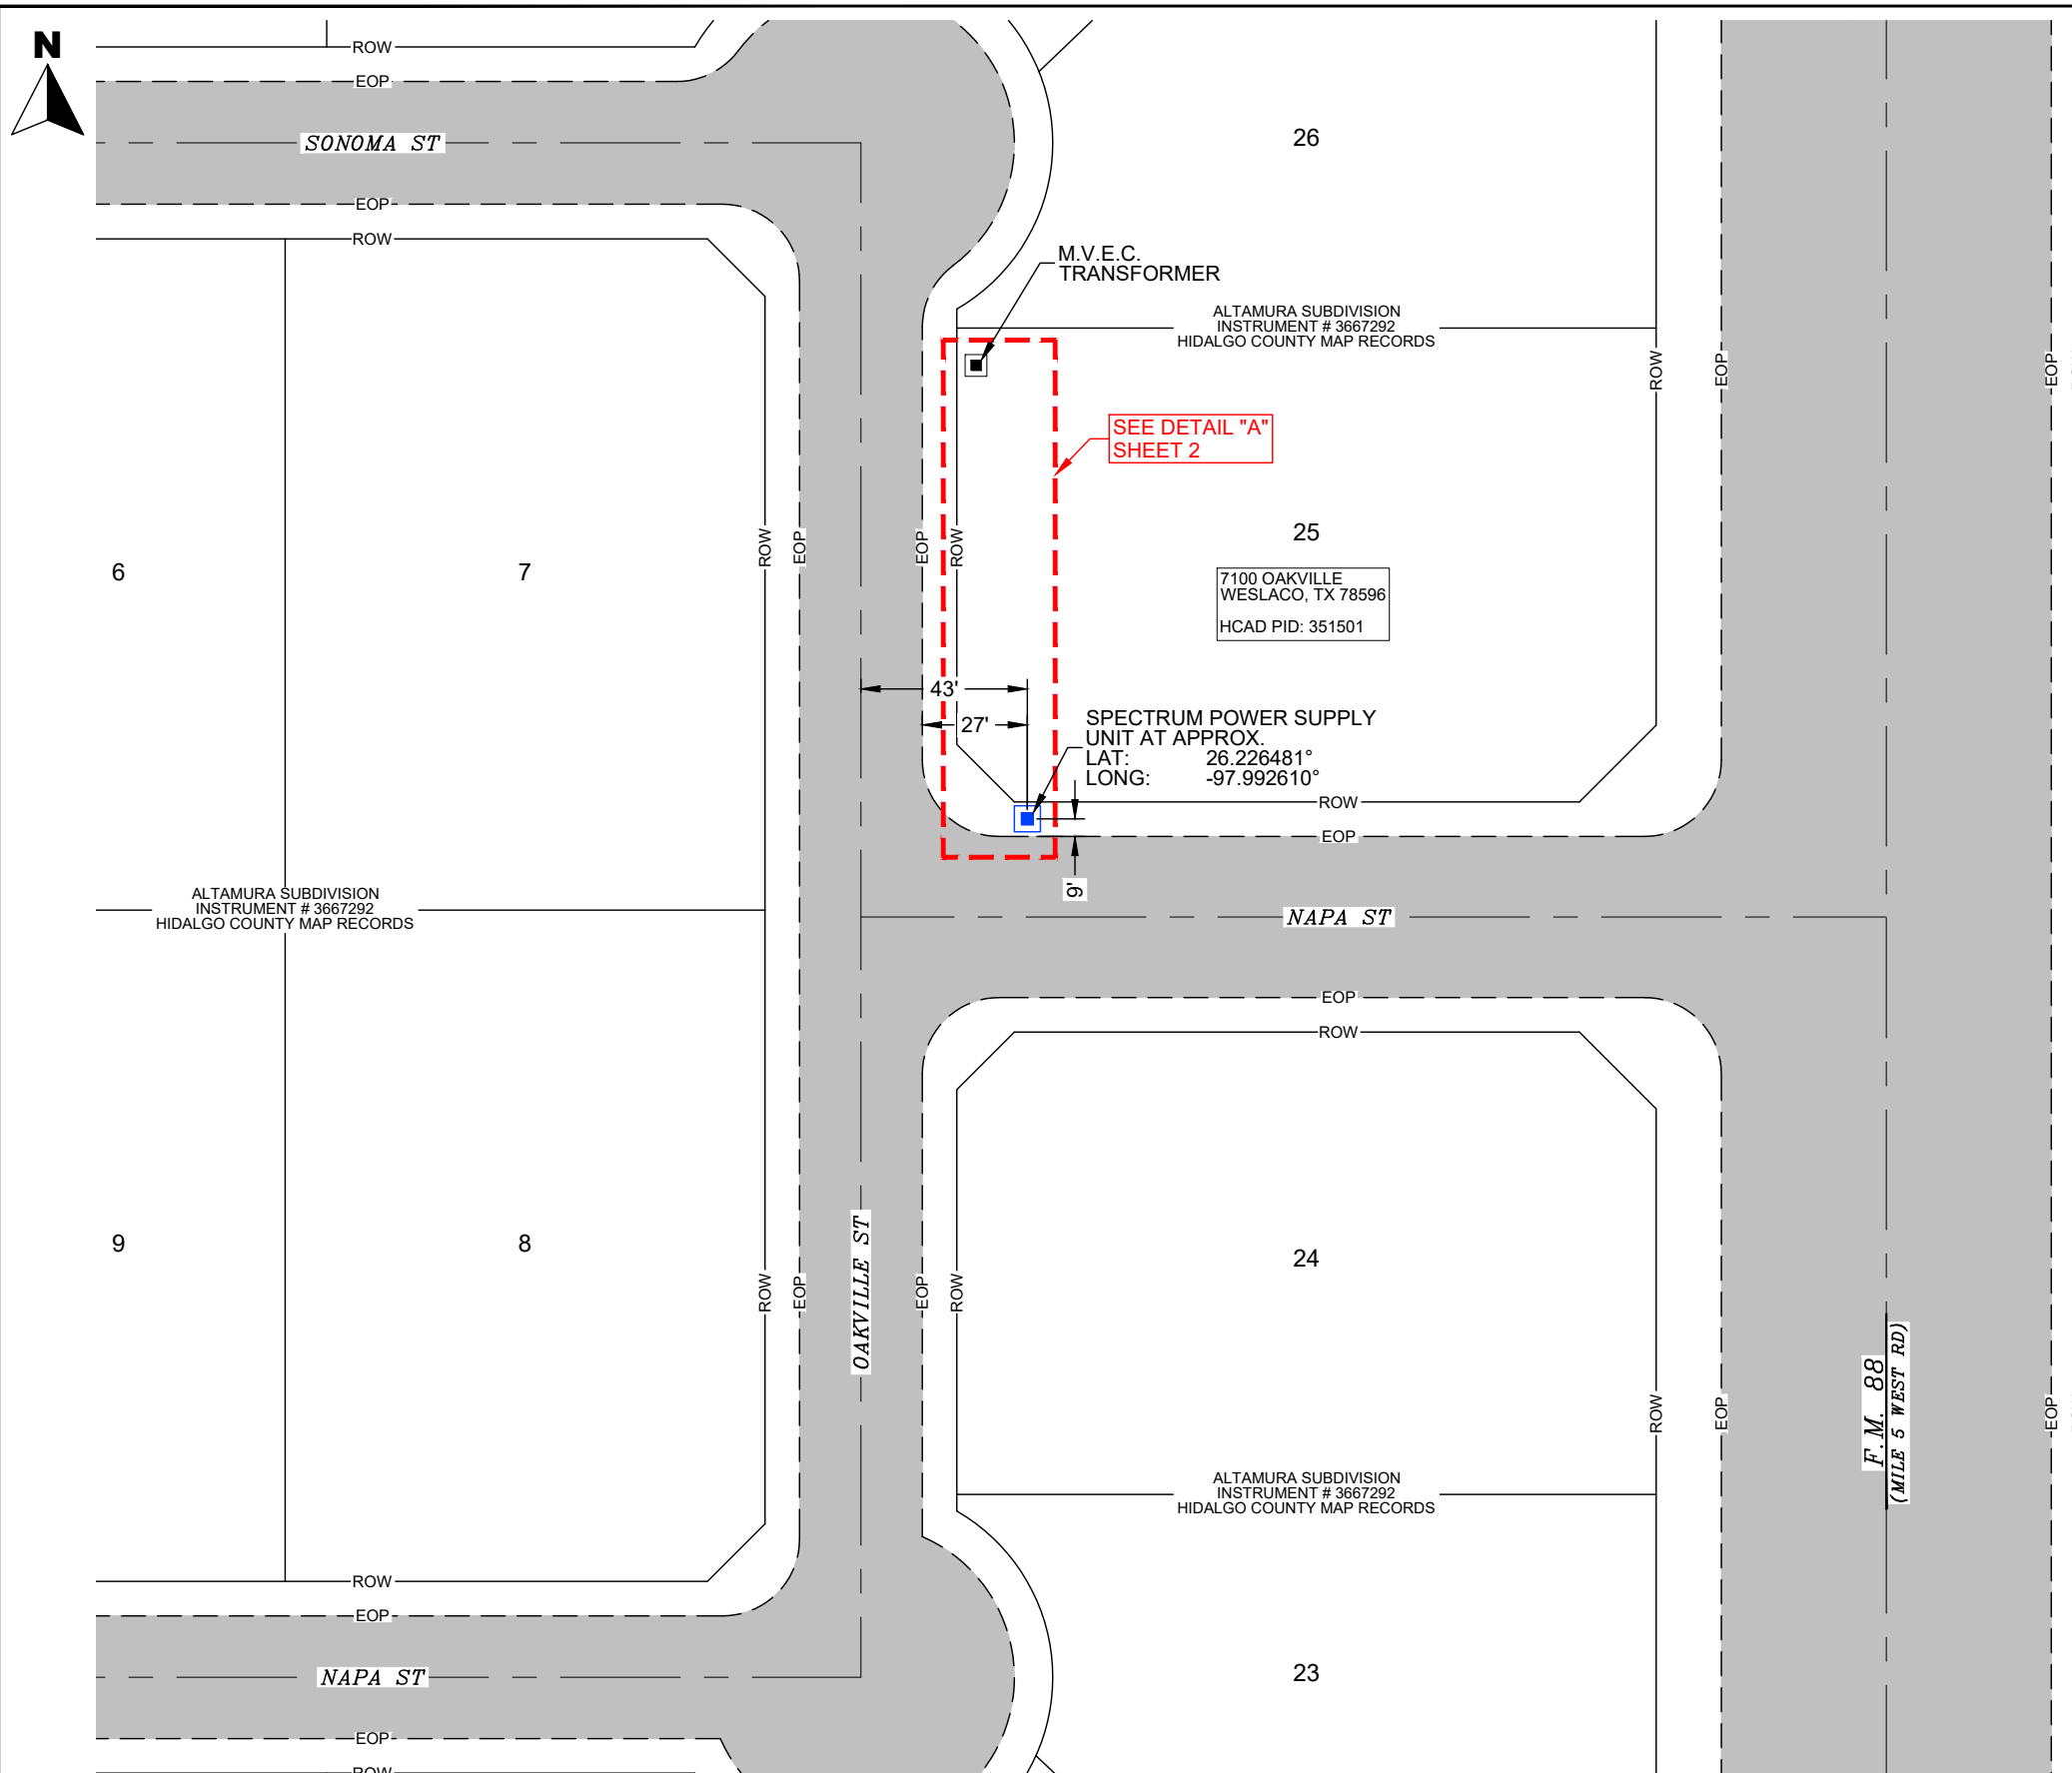 N
ROW
EOP
SONOMA ST
EOP
ROW
26
M.V.E.C.
TRANSFORMER
ALTAMURA SUBDIVISION
INSTRUMENT # 3667292
HIDALGO COUNTY MAP RECORDS
ROW
EOP
EOP
SEE DETAIL "A"
SHEET 2
6
7
ROW
EOP
EOP
ROW
25
7100 OAKVILLE
WESLACO, TX 78596
HCAD PID: 351501
43'
27'
SPECTRUM POWER SUPPLY
UNIT AT APPROX.
LAT: 26.226481°
LONG: -97.992610°
ROW
EOP
9'
ALTAMURA SUBDIVISION
INSTRUMENT # 3667292
HIDALGO COUNTY MAP RECORDS
NAPA ST
EOP
ROW
9
8
ROW
EOP
OAKVILLE ST
EOP
ROW
24
ROW
EOP
F.M. 88
(MILE 5 WEST RD)
EOP
ALTAMURA SUBDIVISION
INSTRUMENT # 3667292
HIDALGO COUNTY MAP RECORDS
ROW
EOP
NAPA ST
23
EOP
ROW